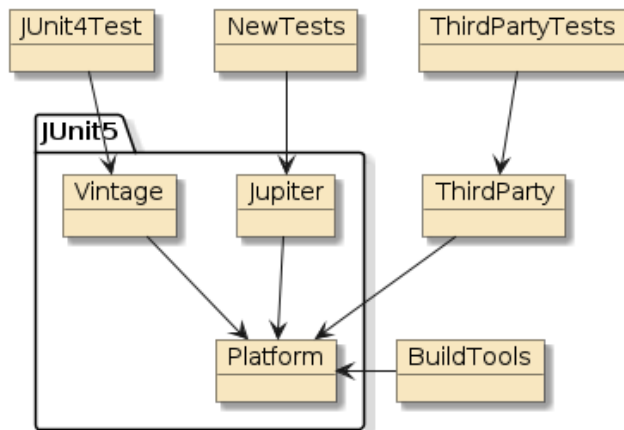 JUnit4Test
NewTests
ThirdPartyTests
JUnit5
Vintage
Jupiter
ThirdParty
Platform
BuildTools